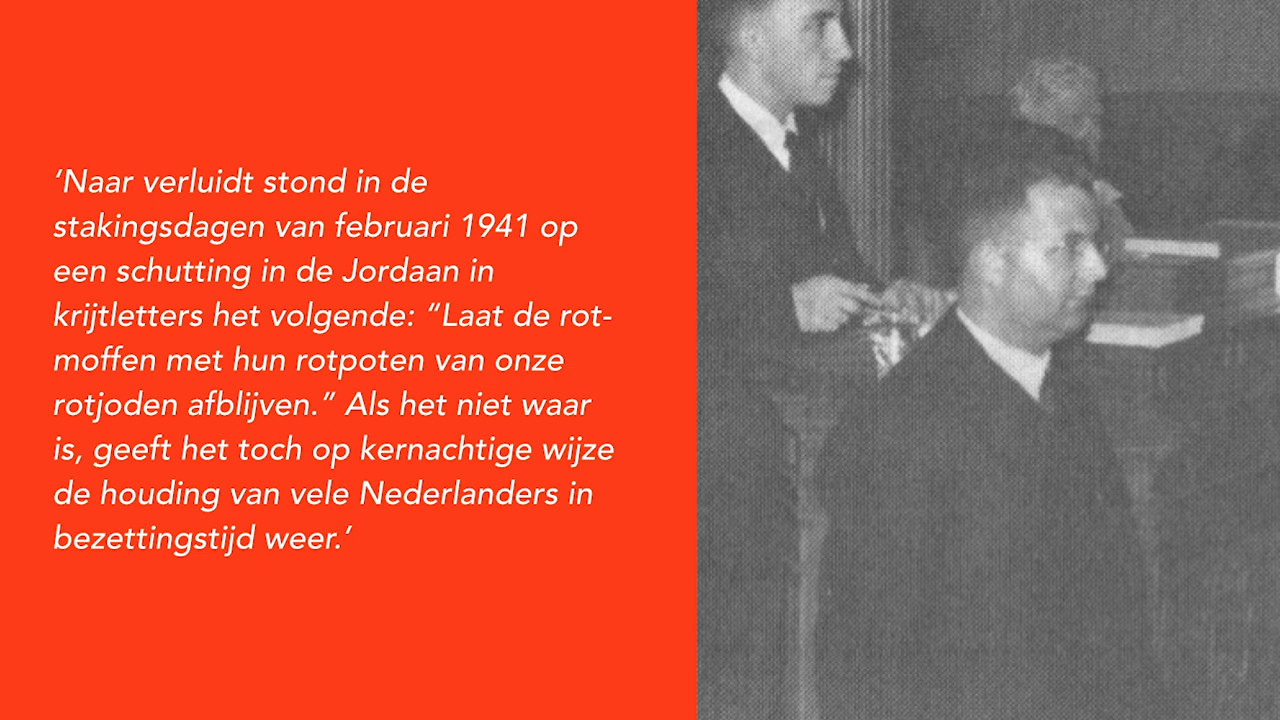 ‘Naar verluidt stond in de
stakingsdagen van februari 1941 op
een schutting in de Jordaan in
krijtletters het volgende: “Laat de rot-
moffen met hun rotpoten van onze
rotjoden afblijven.” Als het niet waar
is, geeft het toch op kernachtige wijze
de houding van vele Nederlanders in
bezettingstijd weer.’